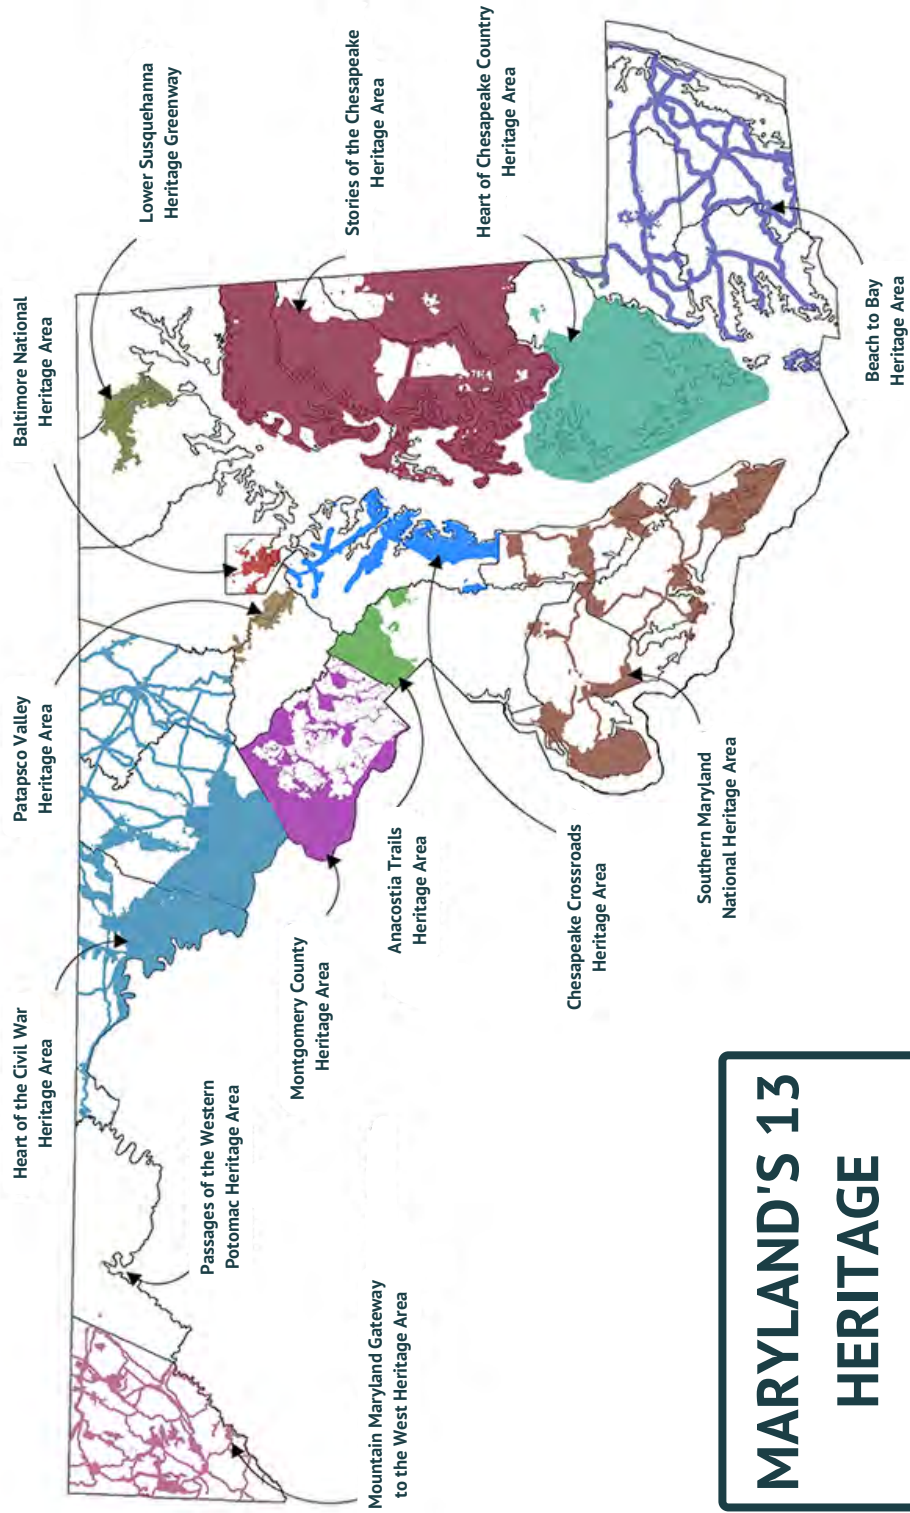 Heart of the Civil War
Heritage Area
Patapsco Valley
Heritage Area
Baltimore National
Heritage Area
Lower Susquehanna
Heritage Greenway
Passages of the Western
Potomac Heritage Area
Stories of the Chesapeake
Heritage Area
Montgomery County
Heritage Area
Mountain Maryland Gateway
to the West Heritage Area
Anacostia Trails
Heritage Area
Heart of Chesapeake Country
Heritage Area
Chesapeake Crossroads
Heritage Area
Southern Maryland
National Heritage Area
Beach to Bay
Heritage Area
MARYLAND'S 13
HERITAGE